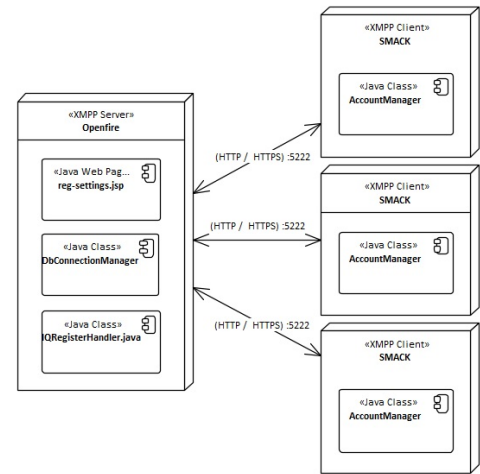 «XMPP Server»
Openfire
«Java Web Pag...
reg-settings.jsp
«Java Class»
DbConnectionManager
«Java Class»
IQRegisterHandler.java
(HTTP / HTTPS) :5222
(HTTP / HTTPS) :5222
(HTTP / HTTPS) :5222
«XMPP Client»
SMACK
«Java Class»
AccountManager
«XMPP Client»
SMACK
«Java Class»
AccountManager
«XMPP Client»
SMACK
«Java Class»
AccountManager